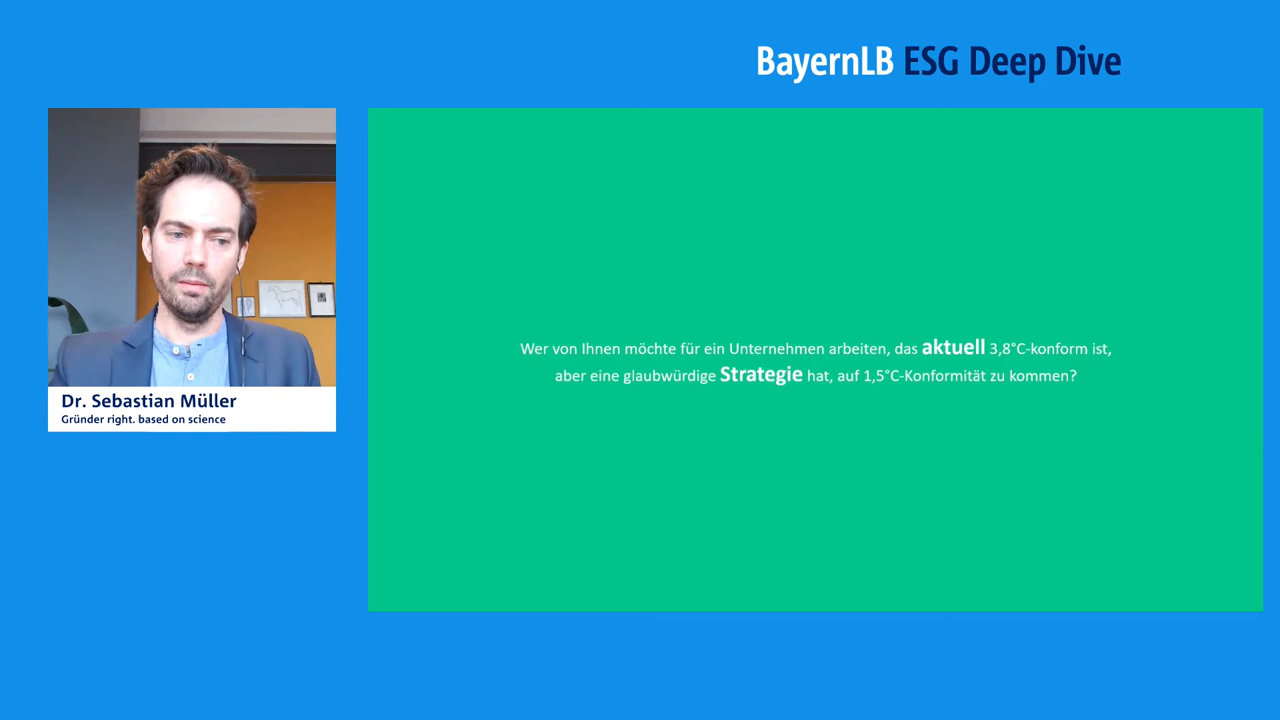 BayernLB ESG Deep Dive
Wer von Ihnen möchte für ein Unternehmen arbeiten, das aktuell 3,8°C-konform ist,
aber eine glaubwürdige Strategie hat, auf 1,5°C-Konformität zu kommen?
Dr. Sebastian Müller
Gründer right. based on science